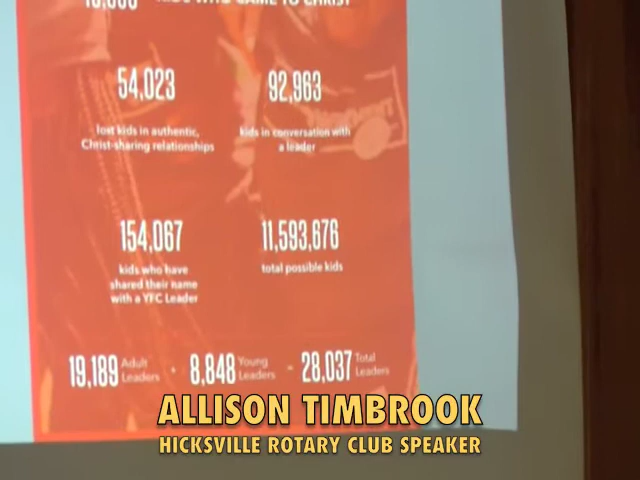 54,023
92,963
lost kids in authentic,
Christ-sharing relationships
kids in conversation with
a leader
154,067
11,593,676
kids who have
shared their name
with a YFC Leader
total possible kids
19,189 Adult Leaders + 8,848 Young Leaders = 28,037 Total Leaders
ALLISON TIMBROOK
HICKSVILLE ROTARY CLUB SPEAKER